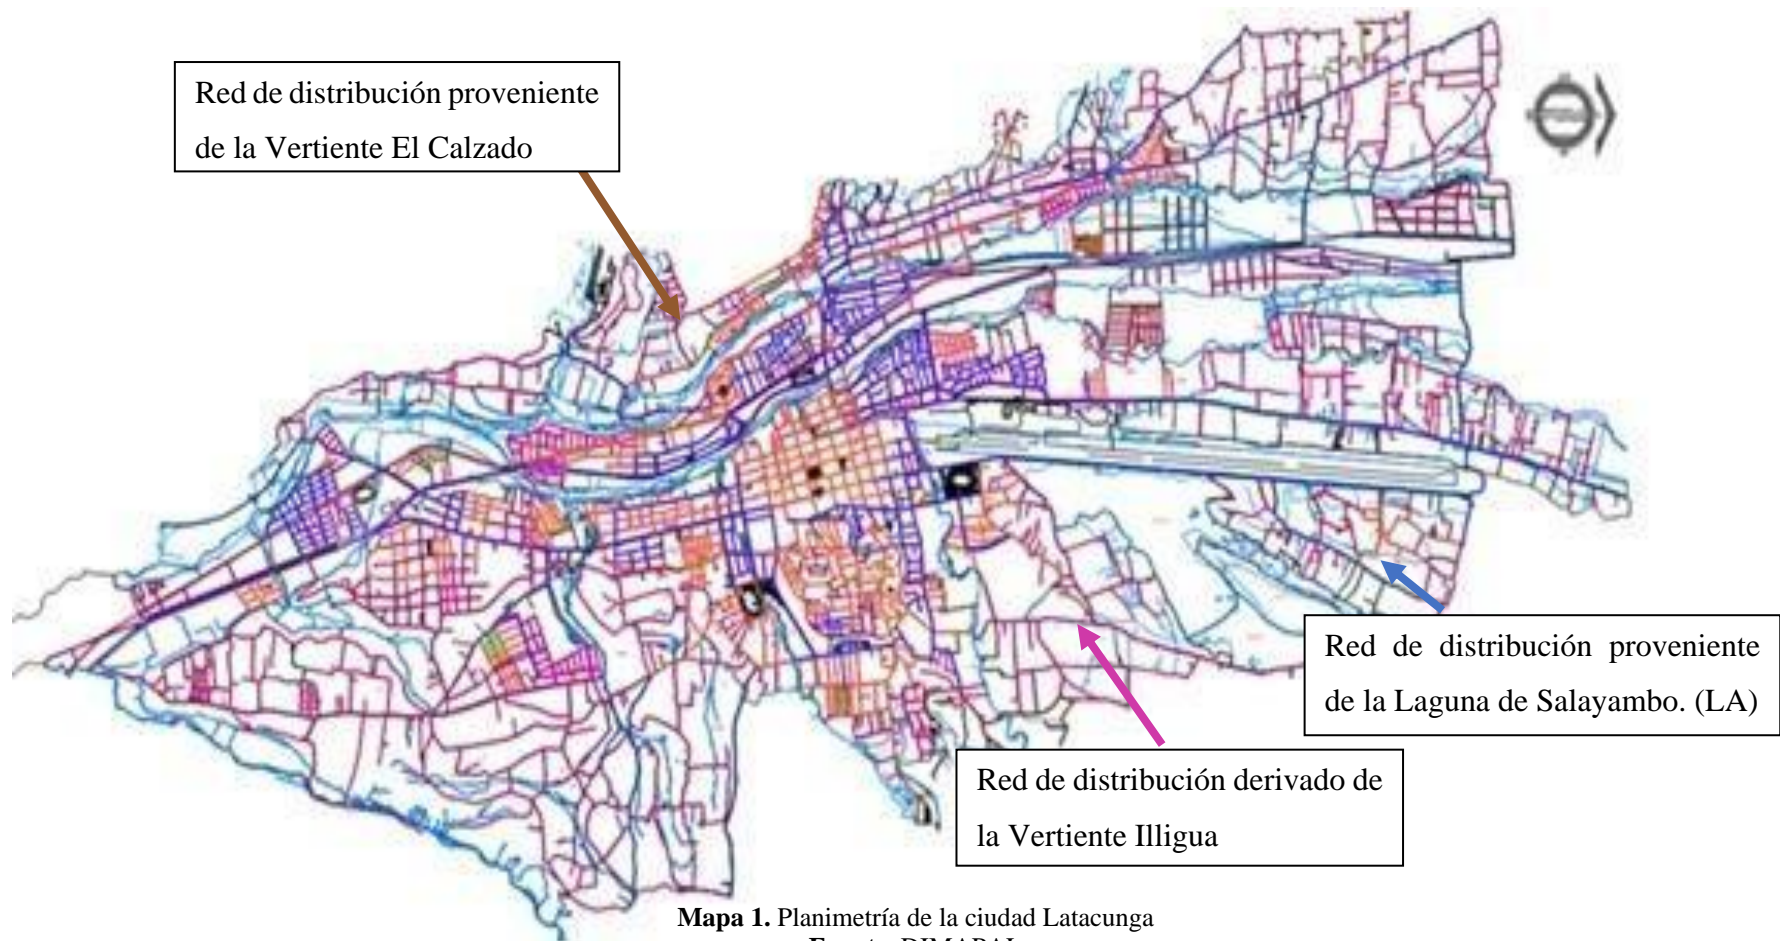 Red de distribución proveniente
de la Vertiente El Calzado
Red de distribución proveniente
de la Laguna de Salayambo. (LA)
Red de distribución derivado de
la Vertiente Illigua
Mapa 1. Planimetría de la ciudad Latacunga